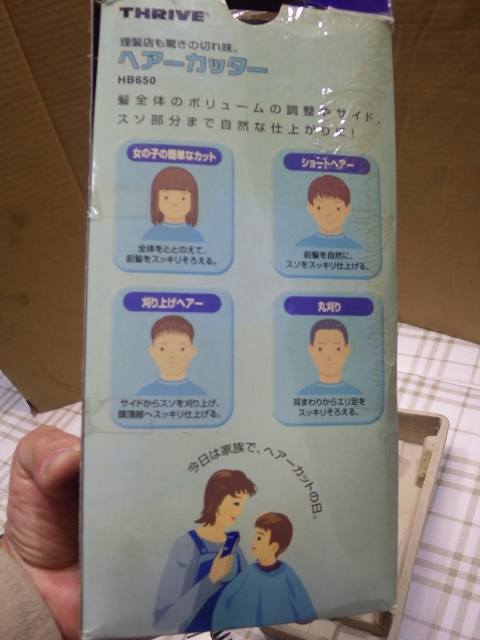 THRIVE
理髪店も驚きの切れ味。
ヘアーカッター
HB650
髪全体のボリュームの調整やサイド、
スソ部分まで自然な仕上がりに!
女の子の簡単なカット
全体をととのえて、
前髪をスッキリそろえる。
ショートヘアー
前髪を自然に、
スソをスッキリ仕上げる。
刈り上げヘアー
サイドからスソを刈り上げ、
頭頂部へスッキリ仕上げる。
丸刈り
耳まわりからエリ足を
スッキリそろえる。
今日は家族で、ヘアーカットの日。